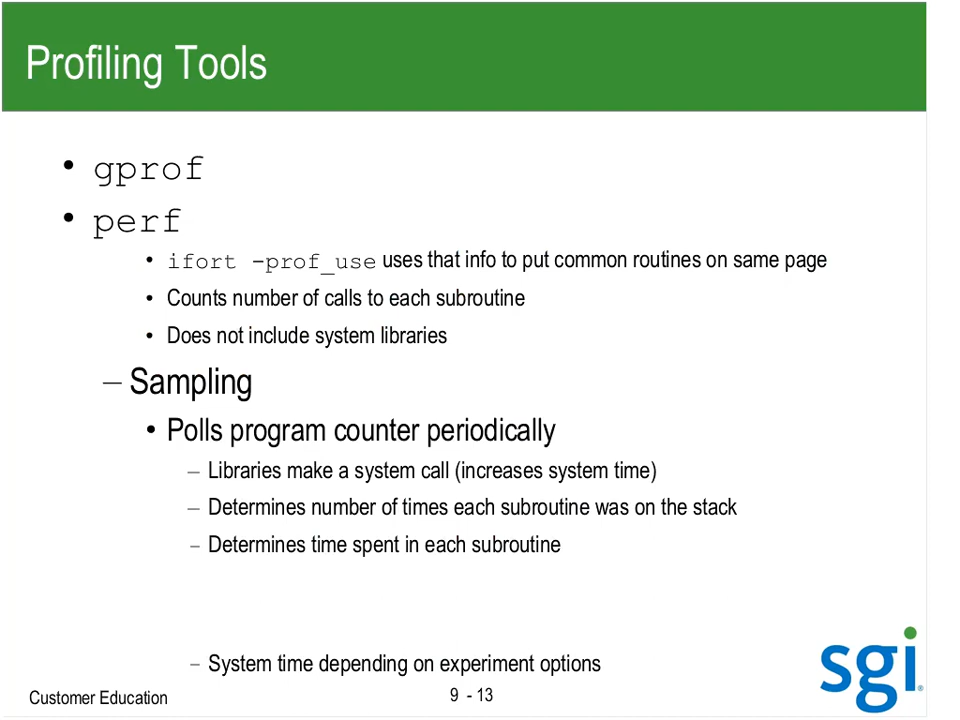 Profiling Tools
• gprof
• perf
• ifort -prof_use uses that info to put common routines on same page
• Counts number of calls to each subroutine
• Does not include system libraries
– Sampling
• Polls program counter periodically
– Libraries make a system call (increases system time)
– Determines number of times each subroutine was on the stack
– Determines time spent in each subroutine
– System time depending on experiment options
Customer Education
9 - 13
sgi®